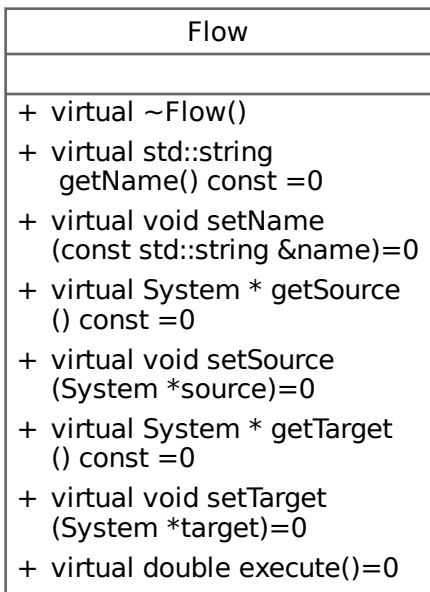 Flow
+ virtual ~Flow()
+ virtual std::string
getName() const =0
+ virtual void setName
(const std::string &name)=0
+ virtual System * getSource
() const =0
+ virtual void setSource
(System *source)=0
+ virtual System * getTarget
() const =0
+ virtual void setTarget
(System *target)=0
+ virtual double execute()=0